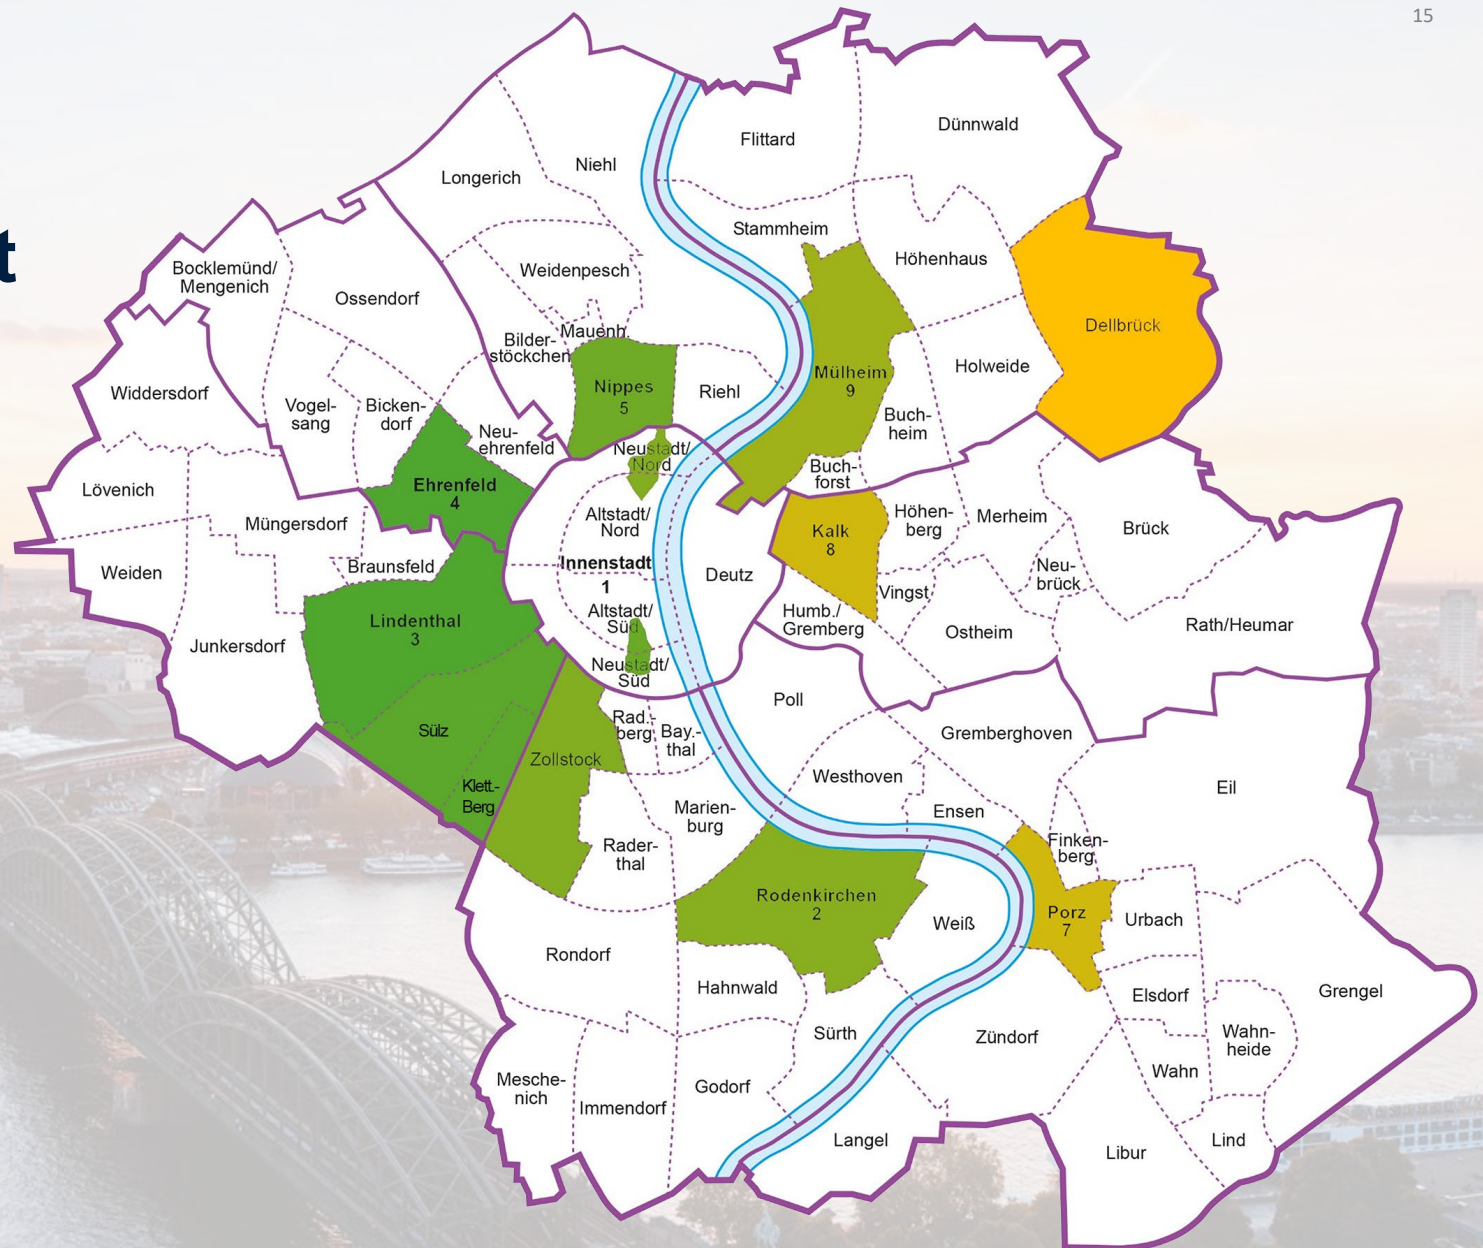 15
t
Flittard
Dünnwald
Niehl
Longerich
Stammheim
Höhenhaus
Bocklemünd/
Mengenich
Weidenpesch
Ossendorf
Dellbrück
Mauenh.
Bilder-
stöckchen
Holweide
Mülheim
9
Nippes
5
Riehl
Widdersdorf
Vogel-
sang
Bicken-
dorf
Buch-
heim
Neu-
ehrenfeld
Neustadt/
Nord
Buch-
forst
Lövenich
Ehrenfeld
4
Müngersdorf
Altstadt/
Nord
Höhen-
berg
Merheim
Brück
Kalk
8
Innenstadt
1
Deutz
Weiden
Braunsfeld
Neu-
brück
Vingst
Lindenthal
3
Altstadt/
Süd
Humb./
Gremberg
Ostheim
Rath/Heumar
Junkersdorf
Neustadt/
Süd
Poll
Sülz
Rad.-
berg
Bay.-
thal
Gremberghoven
Zollstock
Westhoven
Klett.-
Berg
Eil
Marien-
burg
Ensen
Rader-
thal
Finken-
berg
Rodenkirchen
2
Weiß
Porz
7
Urbach
Rondorf
Hahnwald
Elsdorf
Grengel
Sürth
Zündorf
Wahn-
heide
Wahn
Mesche-
nich
Godorf
Immendorf
Langel
Libur
Lind